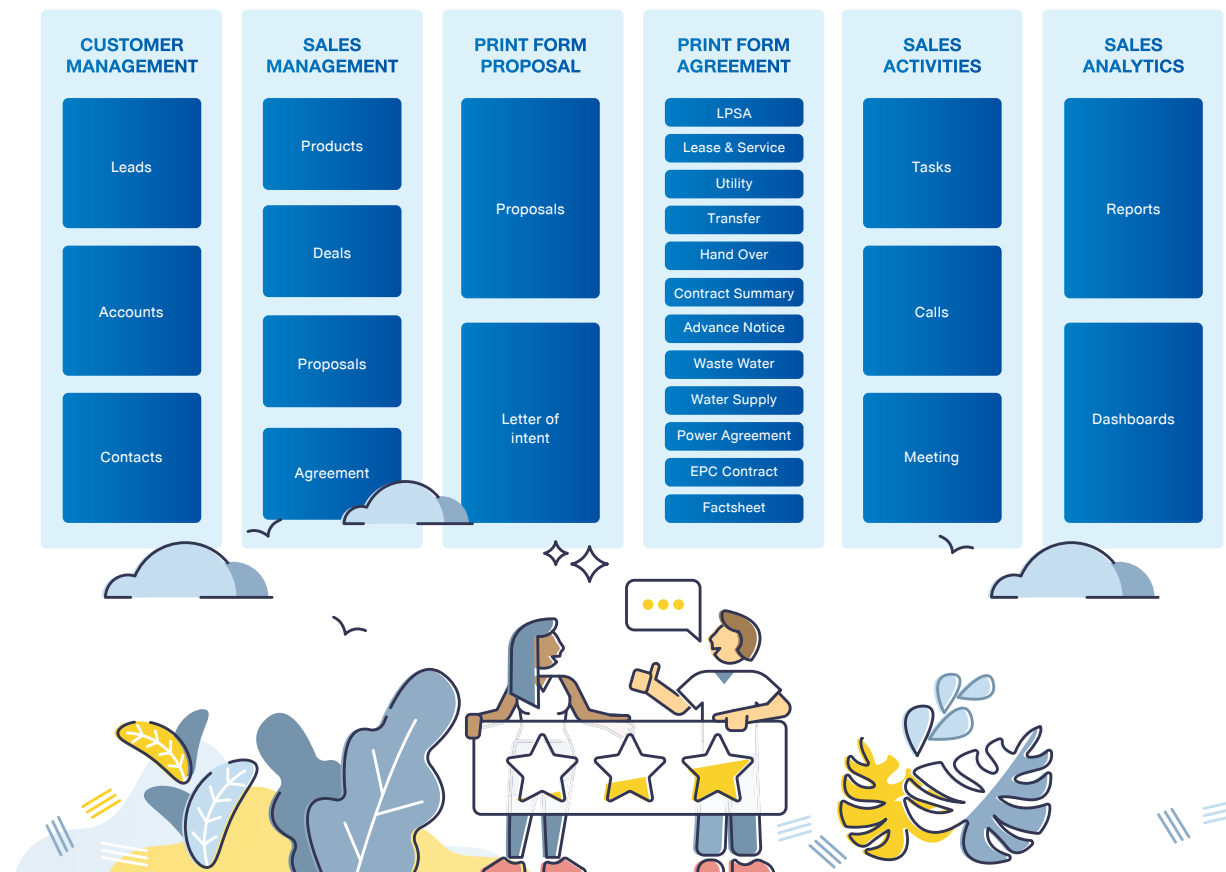 CUSTOMER
MANAGEMENT
Leads
Accounts
Contacts
SALES
MANAGEMENT
Products
Deals
Proposals
Agreement
PRINT FORM
PROPOSAL
Proposals
Letter of
intent
PRINT FORM
AGREEMENT
LPSA
Lease & Service
Utility
Transfer
Hand Over
Contract Summary
Advance Notice
Waste Water
Water Supply
Power Agreement
EPC Contract
Factsheet
SALES
ACTIVITIES
Tasks
Calls
Meeting
SALES
ANALYTICS
Reports
Dashboards